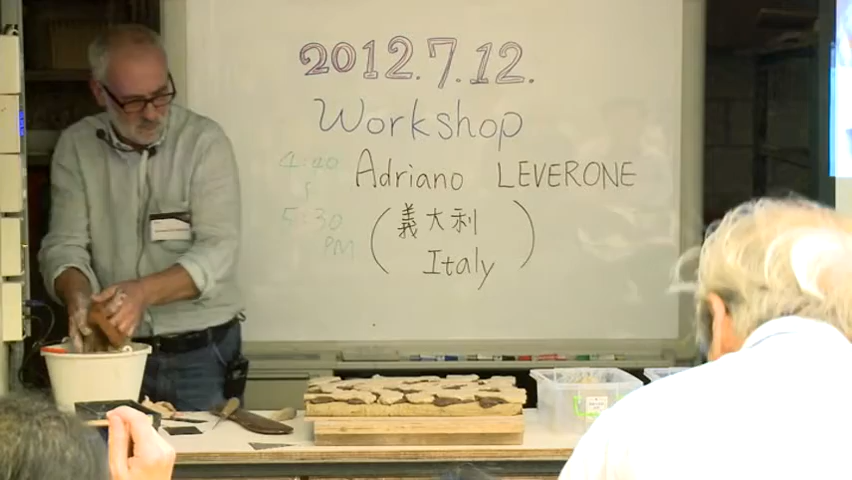 2012.7.12.
Workshop
4:40 Adriano LEVERONE
5:30 (義大利
PM Italy)